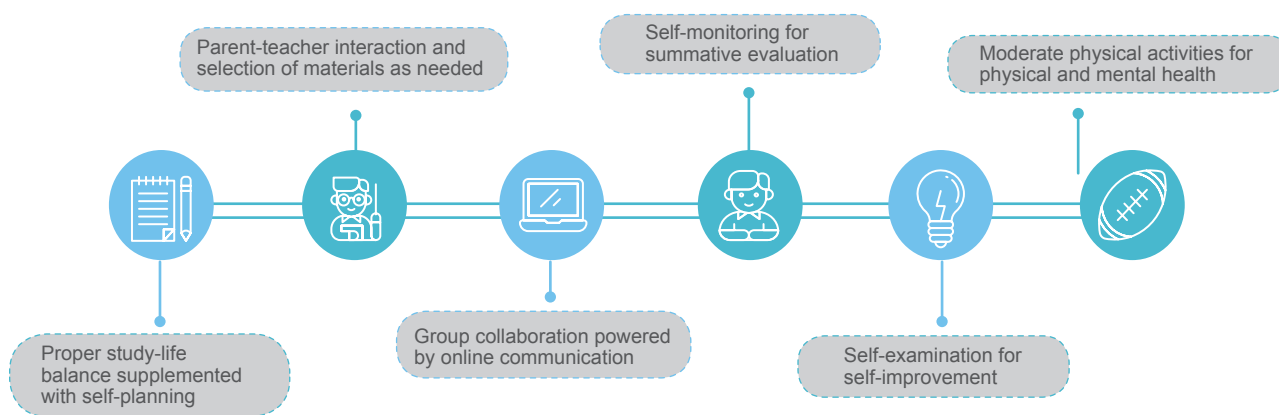 Parent-teacher interaction and
selection of materials as needed
Self-monitoring for
summative evaluation
Moderate physical activities for
physical and mental health
Proper study-life
balance supplemented
with self-planning
Group collaboration powered
by online communication
Self-examination for
self-improvement